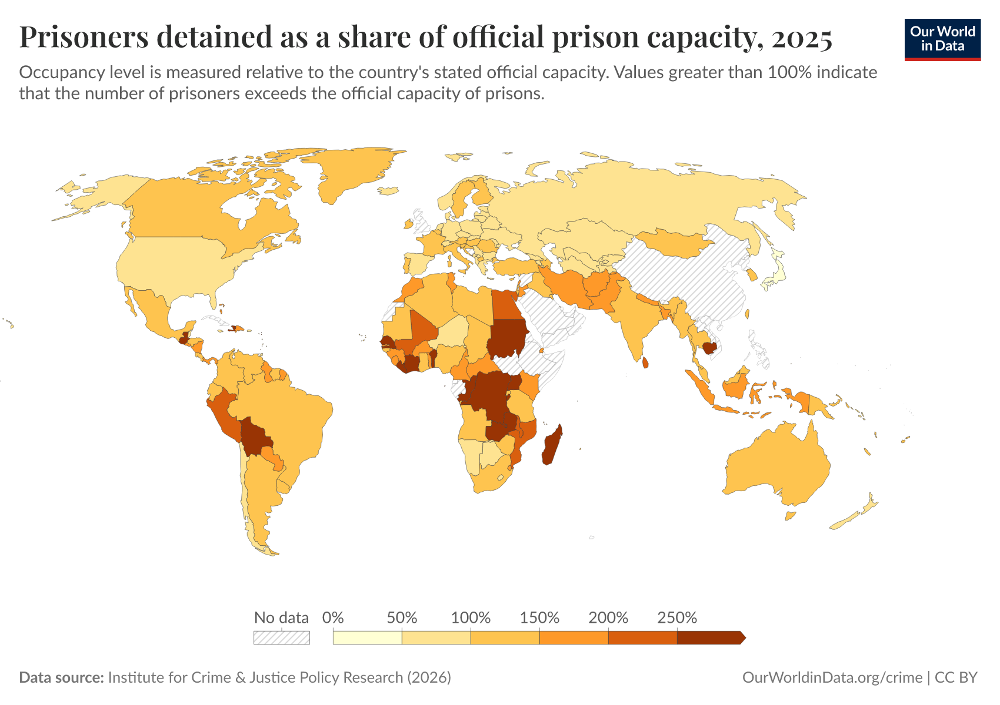 Prisoners detained as a share of official prison capacity, 2025
Our World
in Data
Occupancy level is measured relative to the country's stated official capacity. Values greater than 100% indicate
that the number of prisoners exceeds the official capacity of prisons.
No data 0% 50% 100% 150% 200% 250%
Data source: Institute for Crime & Justice Policy Research (2026)
OurWorldinData.org/crime | CC BY